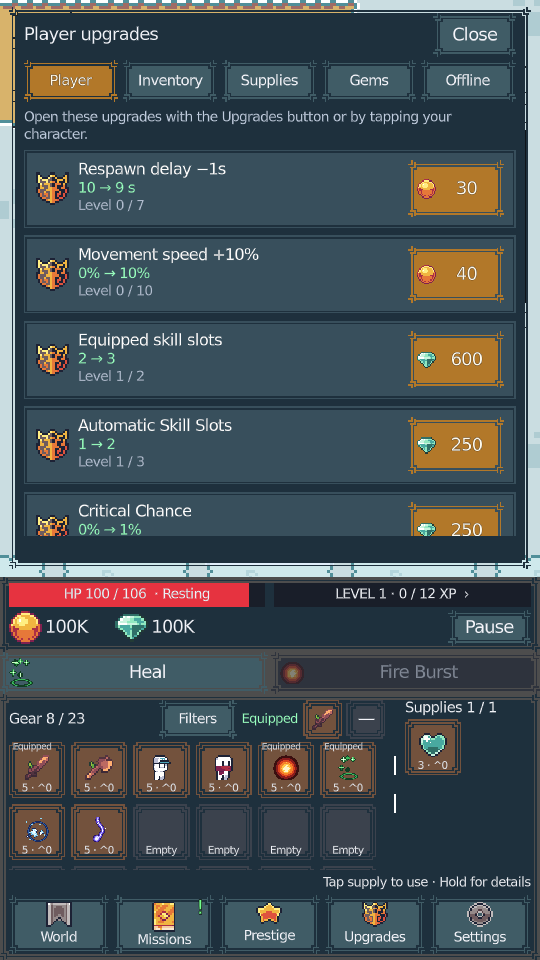 Player upgrades
Close
Player
Inventory
Supplies
Gems
Offline
Open these upgrades with the Upgrades button or by tapping your
character.
Respawn delay −1s
10 → 9 s
Level 0 / 7
30
Movement speed +10%
0% → 10%
Level 0 / 10
40
Equipped skill slots
2 → 3
Level 1 / 2
600
Automatic Skill Slots
1 → 2
Level 1 / 3
250
Critical Chance
0% → 1%
250
HP 100 / 106 · Resting
LEVEL 1 · 0 / 12 XP ›
100K
100K
Pause
Heal
Fire Burst
Gear 8 / 23
Filters
Equipped
—
Supplies 1 / 1
Equipped
5 · ^0
5 · ^0
5 · ^0
5 · ^0
Equipped
5 · ^0
Equipped
5 · ^0
3 · ^0
5 · ^0
5 · ^0
Empty
Empty
Empty
Empty
Tap supply to use · Hold for details
World
Missions
!
Prestige
Upgrades
Settings